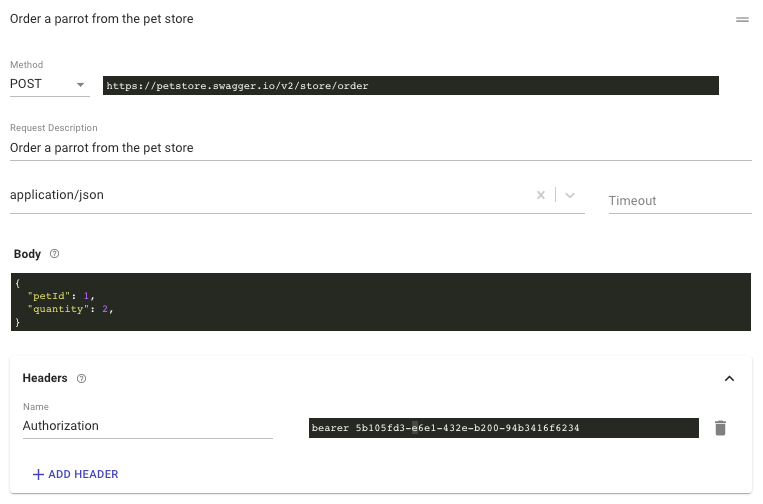 Order a parrot from the pet store
Method
POST
https://petstore.swagger.io/v2/store/order
Request Description
Order a parrot from the pet store
application/json
Timeout
Body
{
"petId": 1,
"quantity": 2,
}
Headers
Name
Authorization
bearer 5b105fd3-e6e1-432e-b200-94b3416f6234
ADD HEADER